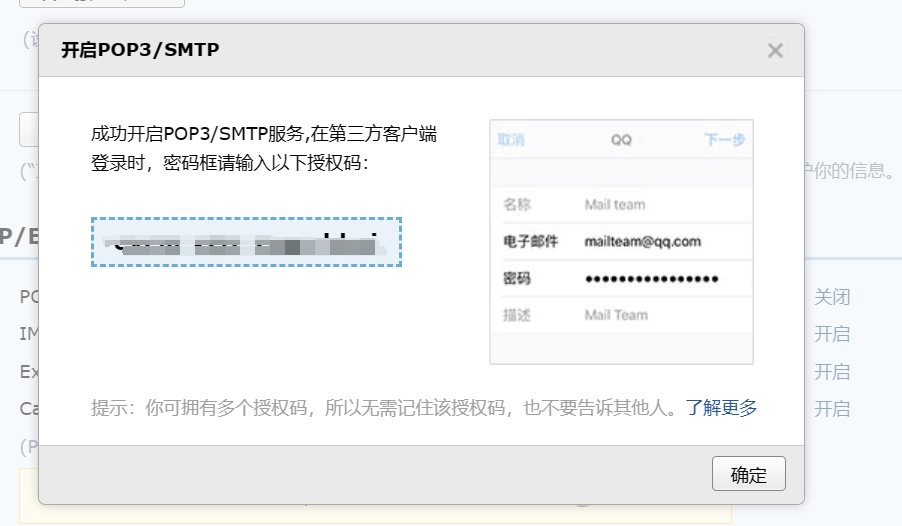 开启POP3/SMTP
成功开启POP3/SMTP服务,在第三方客户端
登录时，密码框请输入以下授权码：
取消 QQ 下一步
名称 Mail team
电子邮件 mailteam@qq.com
密码 ●●●●●●●●●●●●●●●●
描述 Mail Team
提示：你可拥有多个授权码，所以无需记住该授权码，也不要告诉其他人。了解更多
确定
护你的信息。
P/E
PO 关闭
IM 开启
Ex 开启
Ca 开启
(P